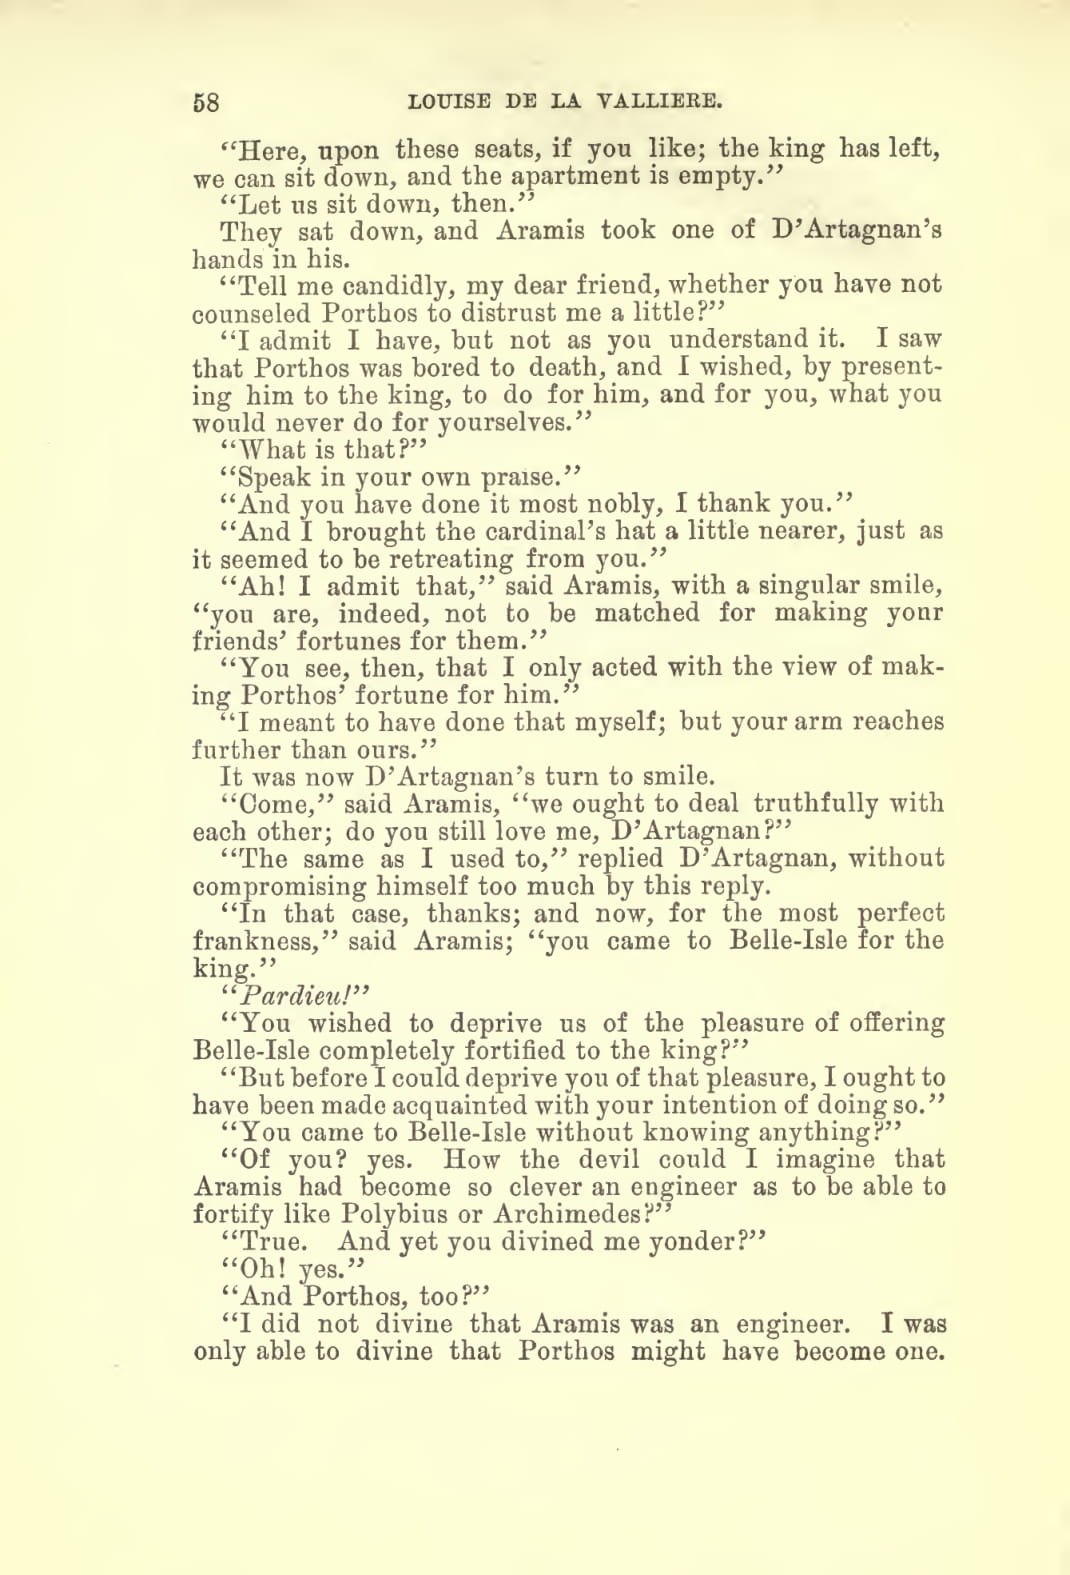 58 LOUISE DE LA VALLIERE.
“Here, upon these seats, if you like; the king has left,
we can sit down, and the apartment is empty.”
“Let us sit down, then.”
They sat down, and Aramis took one of D’Artagnan’s
hands in his.
“Tell me candidly, my dear friend, whether you have not
counseled Porthos to distrust me a little?”
“I admit I have, but not as you understand it. I saw
that Porthos was bored to death, and I wished, by present-
ing him to the king, to do for him, and for you, what you
would never do for yourselves.”
“What is that?”
“Speak in your own praise.”
“And you have done it most nobly, I thank you.”
“And I brought the cardinal’s hat a little nearer, just as
it seemed to be retreating from you.”
“Ah! I admit that,” said Aramis, with a singular smile,
“you are, indeed, not to be matched for making your
friends’ fortunes for them.”
“You see, then, that I only acted with the view of mak-
ing Porthos’ fortune for him.”
“I meant to have done that myself; but your arm reaches
further than ours.”
It was now D’Artagnan’s turn to smile.
“Come,” said Aramis, “we ought to deal truthfully with
each other; do you still love me, D’Artagnan?”
“The same as I used to,” replied D’Artagnan, without
compromising himself too much by this reply.
“In that case, thanks; and now, for the most perfect
frankness,” said Aramis; “you came to Belle-Isle for the
king.”
“Pardieu!”
“You wished to deprive us of the pleasure of offering
Belle-Isle completely fortified to the king?”
“But before I could deprive you of that pleasure, I ought to
have been made acquainted with your intention of doing so.”
“You came to Belle-Isle without knowing anything?”
“Of you? yes. How the devil could I imagine that
Aramis had become so clever an engineer as to be able to
fortify like Polybius or Archimedes?”
“True. And yet you divined me yonder?”
“Oh! yes.”
“And Porthos, too?”
“I did not divine that Aramis was an engineer. I was
only able to divine that Porthos might have become one.